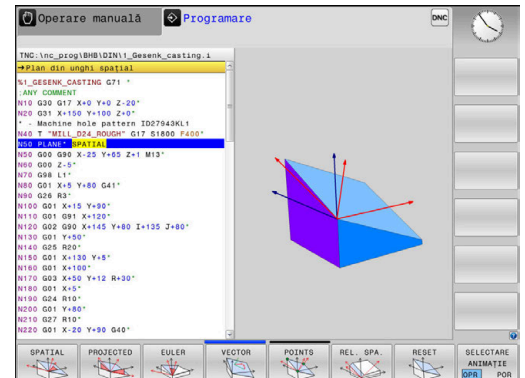 Operare manuală
Programare
DNC
TNC:\nc_prog\BHB\DIN\1_Gesenk_casting.i
→Plan din unghi spațial
%1_GESENK_CASTING G71 *
;ANY COMMENT
N10 G30 G17 X+0 Y+0 Z-20*
N20 G31 X+150 Y+100 Z+0*
* - Machine hole pattern ID27943KL1
N40 T "MILL_D24_ROUGH" G17 S1800 F400*
N50 PLANE* SPATIAL
N50 G00 G90 X-25 Y+65 Z+1 M13*
N60 G00 Z-5*
N70 G98 L1*
N80 G01 X+5 Y+80 G41*
N90 G26 R3*
N100 G01 X+15 Y+90*
N110 G01 G91 X+120*
N120 G02 G90 X+145 Y+80 I+135 J+80*
N130 G01 Y+50*
N140 G25 R20*
N150 G01 X+130 Y+5*
N160 G01 X+100*
N170 G03 X+50 Y+12 R+30*
N180 G01 X+5*
N190 G24 R10*
N200 G01 Y+80*
N210 G27 R10*
N220 G01 X-20 Y+90 G40*
SPATIAL
PROJECTED
EULER
VECTOR
POINTS
REL. SPA.
RESET
SELECTARE
ANIMAȚIE
OPR POR